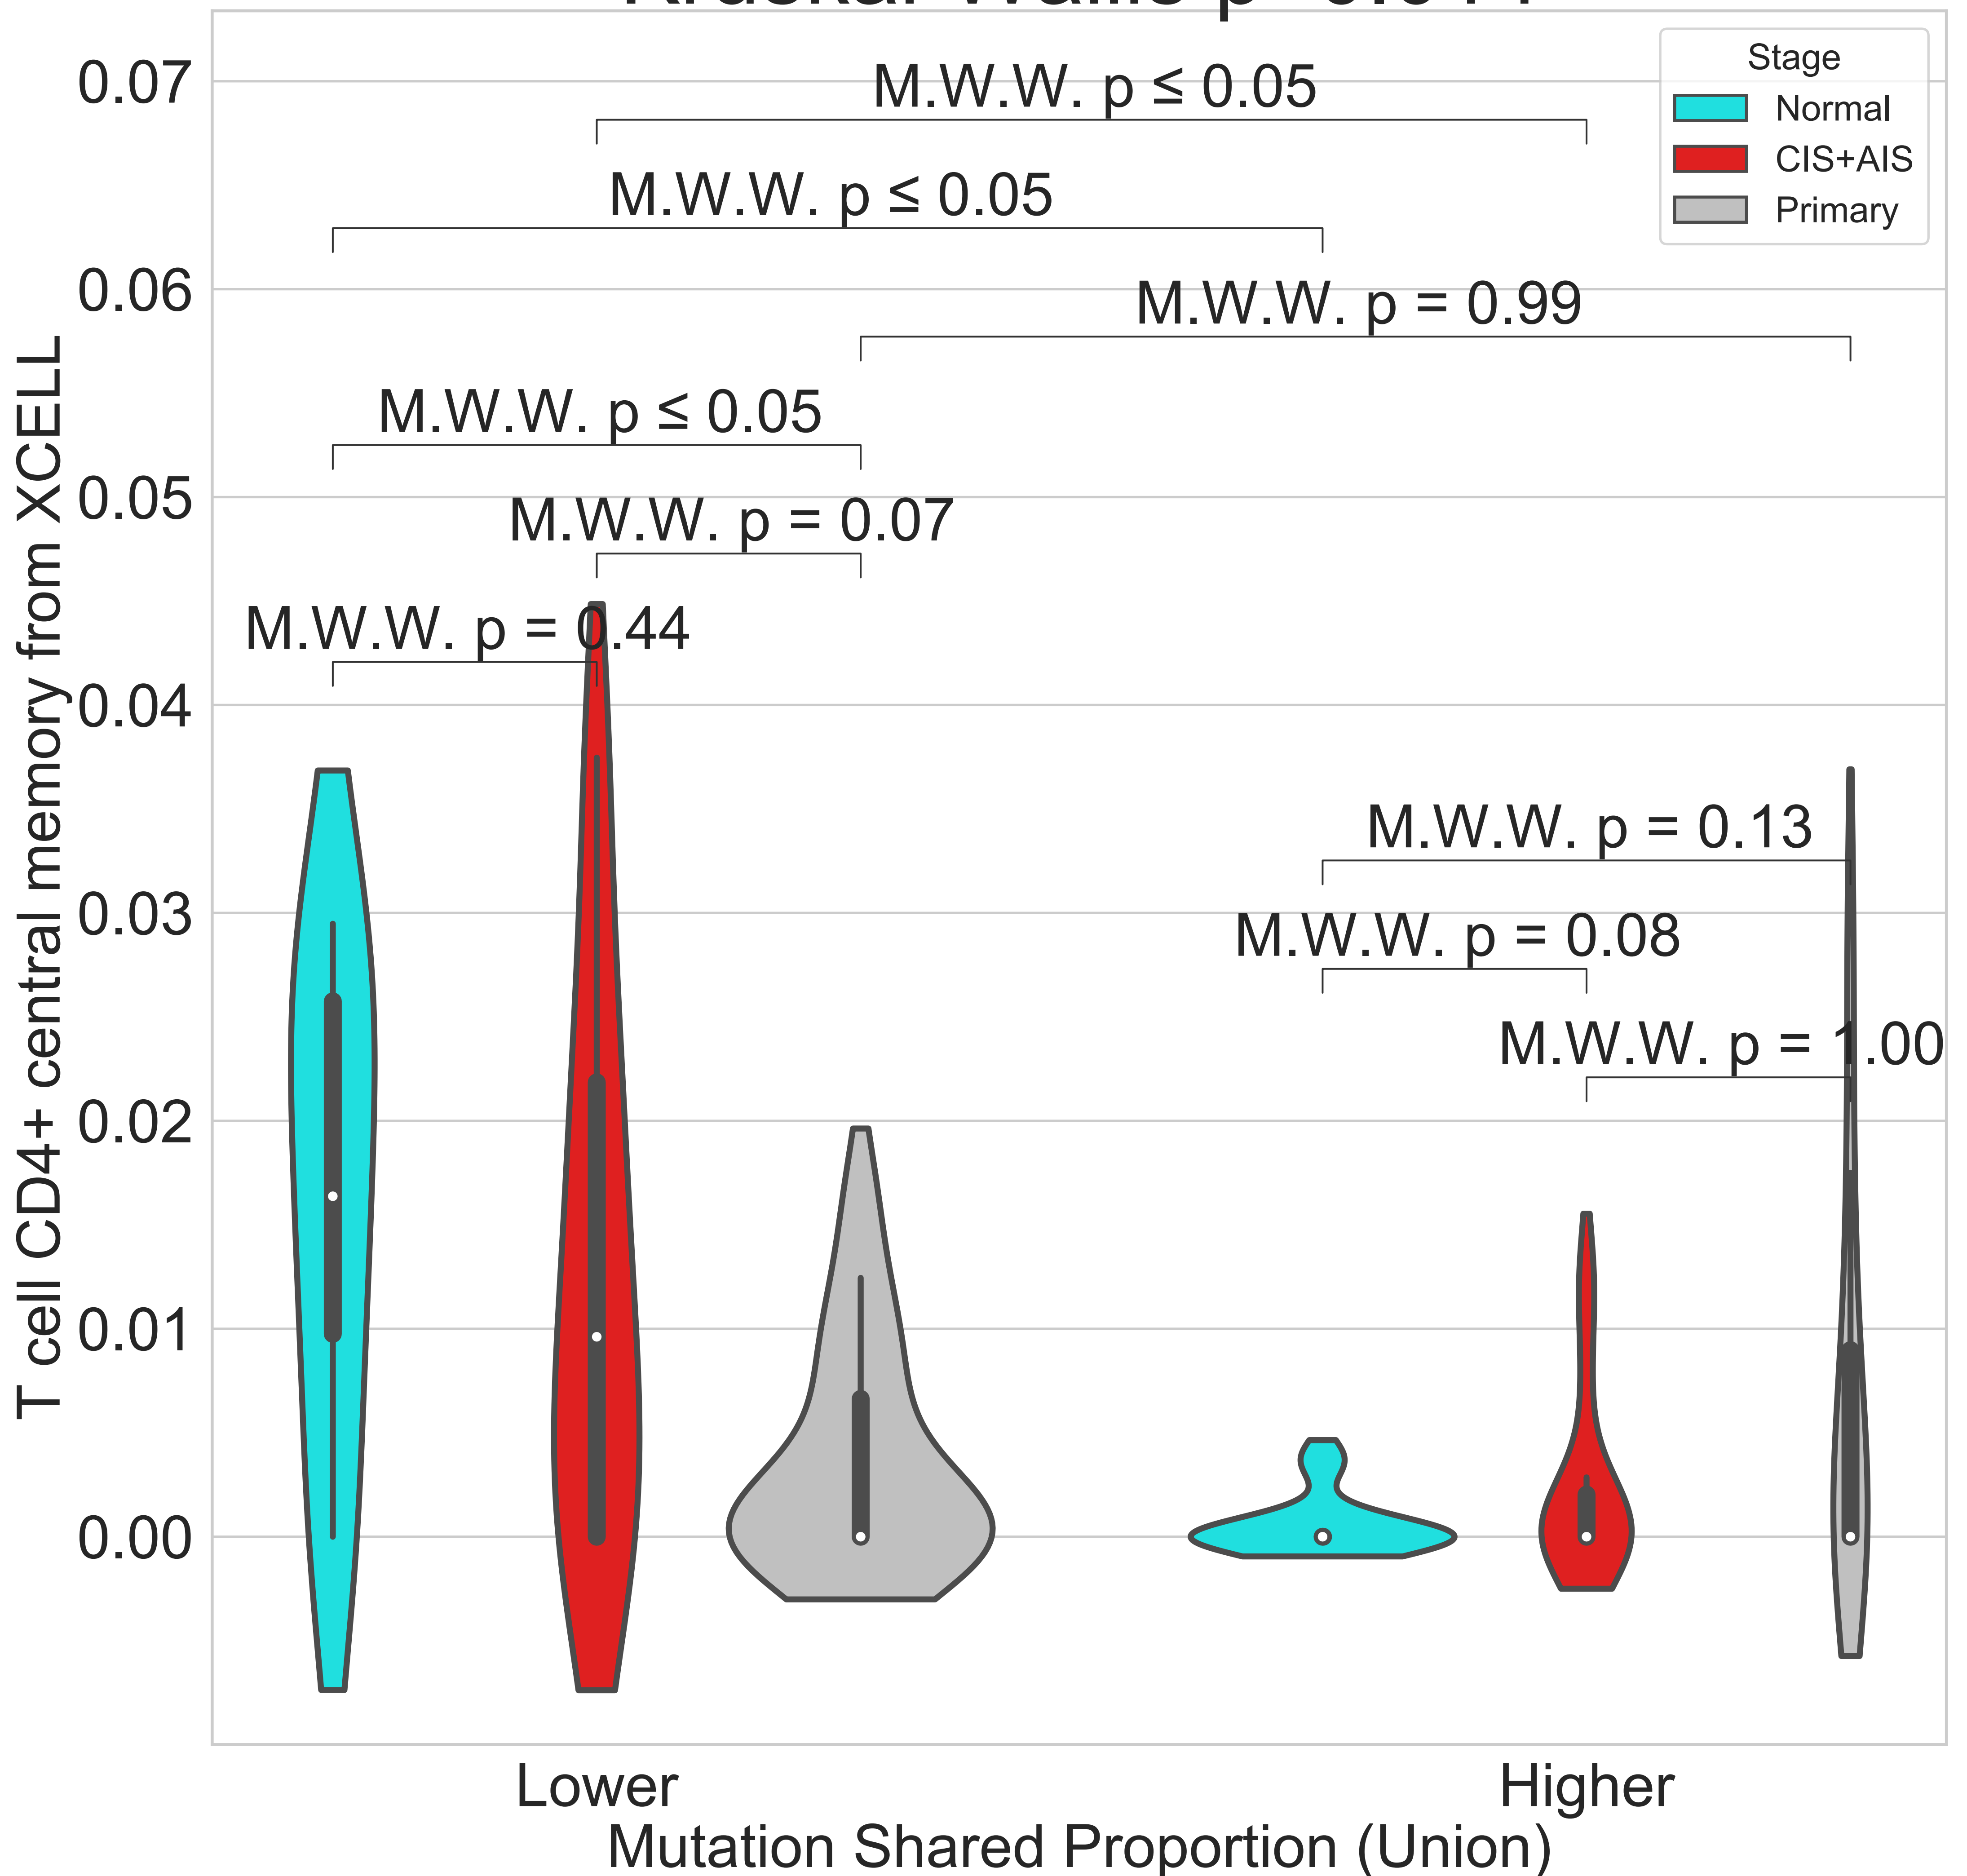 Stage
Normal
CIS+AIS
Primary
M.W.W. p ≤ 0.05
M.W.W. p ≤ 0.05
M.W.W. p = 0.99
M.W.W. p ≤ 0.05
M.W.W. p = 0.07
M.W.W. p = 0.44
M.W.W. p = 0.13
M.W.W. p = 0.08
M.W.W. p = 1.00
0.07
0.06
0.05
0.04
0.03
0.02
0.01
0.00
T cell CD4+ central memory from XCELL
Lower
Higher
Mutation Shared Proportion (Union)